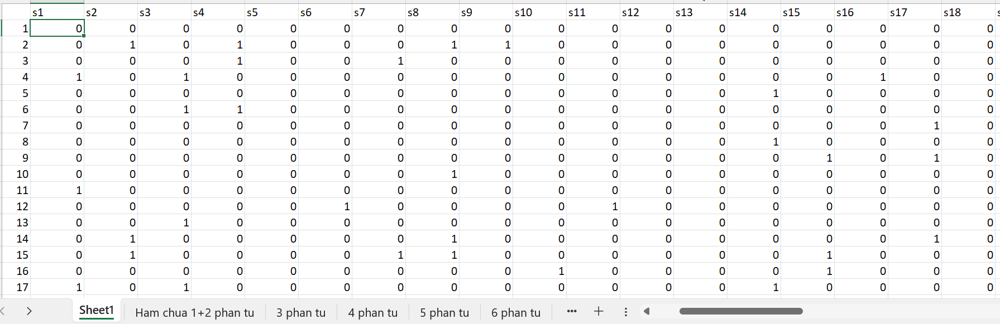 s1 s2 s3 s4 s5 s6 s7 s8 s9 s10 s11 s12 s13 s14 s15 s16 s17 s18
1 0 0 0 0 0 0 0 0 0 0 0 0 0 0 0 0 0 0
2 0 1 0 1 0 0 0 1 1 0 0 0 0 0 0 0 0 0
3 0 0 0 1 0 0 1 0 0 0 0 0 0 0 0 0 0 0
4 1 0 1 0 0 0 0 0 0 0 0 0 0 0 0 1 0 0
5 0 0 0 0 0 0 0 0 0 0 0 0 0 1 0 0 0 0
6 0 0 1 1 0 0 0 0 0 0 0 0 0 0 0 0 0 0
7 0 0 0 0 0 0 0 0 0 0 0 0 0 0 0 0 1 0
8 0 0 0 0 0 0 0 0 0 0 0 0 0 1 0 0 0 0
9 0 0 0 0 0 0 0 0 0 0 0 0 0 0 1 0 1 0
10 0 0 0 0 0 0 0 1 0 0 0 0 0 0 0 0 0 0
11 1 0 0 0 0 0 0 0 0 0 0 0 0 0 0 0 0 0
12 0 0 0 0 0 1 0 0 0 0 1 0 0 0 0 0 0 0
13 0 0 1 0 0 0 0 0 0 0 0 0 0 0 0 0 0 0
14 0 1 0 0 0 0 0 1 0 0 0 0 0 0 0 0 1 0
15 0 1 0 0 0 0 1 1 0 0 0 0 0 0 1 0 0 0
16 0 0 0 0 0 0 0 0 0 1 0 0 0 0 1 0 0 0
17 1 0 1 0 0 0 0 0 0 0 0 0 0 1 0 0 0 0
Sheet1 Ham chua 1+2 phan tu 3 phan tu 4 phan tu 5 phan tu 6 phan tu